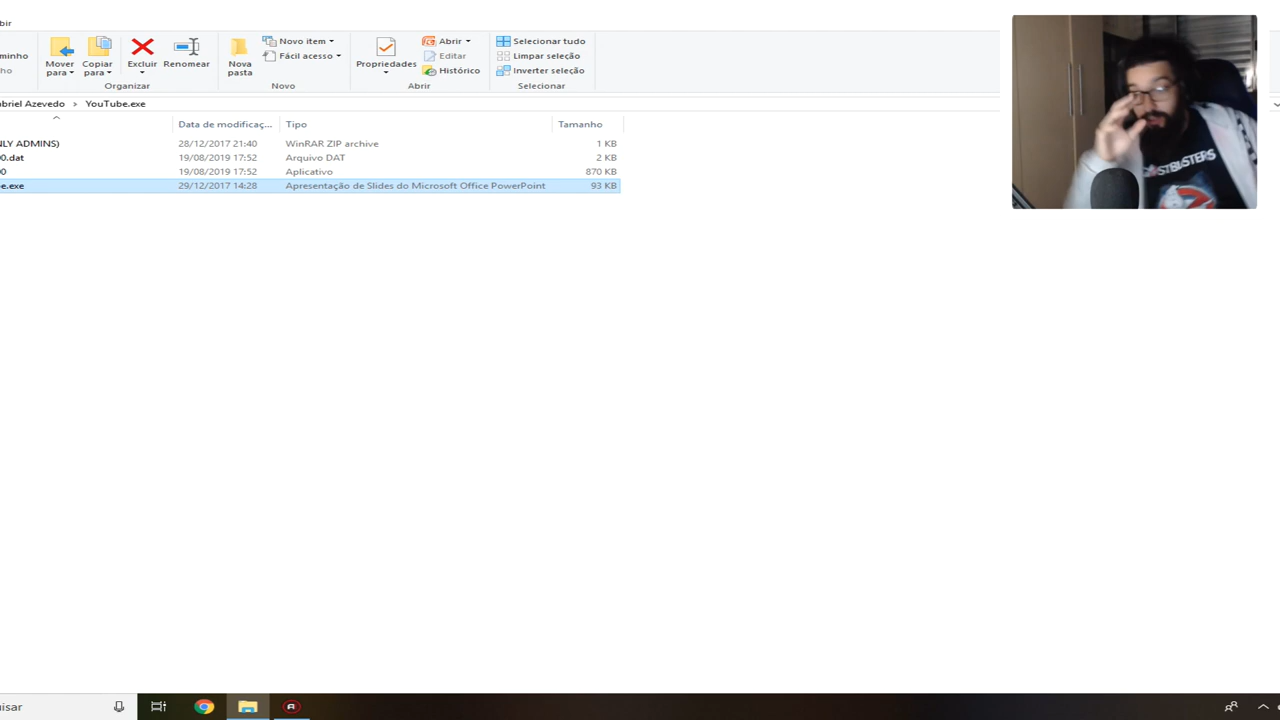 bir
minho
ho
Mover para
Copiar para
Excluir
Renomear
Organizar
Nova pasta
Novo item
Fácil acesso
Novo
Propriedades
Abrir
Editar
Histórico
Abrir
Selecionar tudo
Limpar seleção
Inverter seleção
Selecionar
abriel Azevedo > YouTube.exe
Data de modificaç... Tipo Tamanho
NLY ADMINS) 28/12/2017 21:40 WinRAR ZIP archive 1 KB
00.dat 19/08/2019 17:52 Arquivo DAT 2 KB
00 19/08/2019 17:52 Aplicativo 870 KB
e.exe 29/12/2017 14:28 Apresentação de Slides do Microsoft Office PowerPoint 93 KB
OSTBUSTERS
uisar